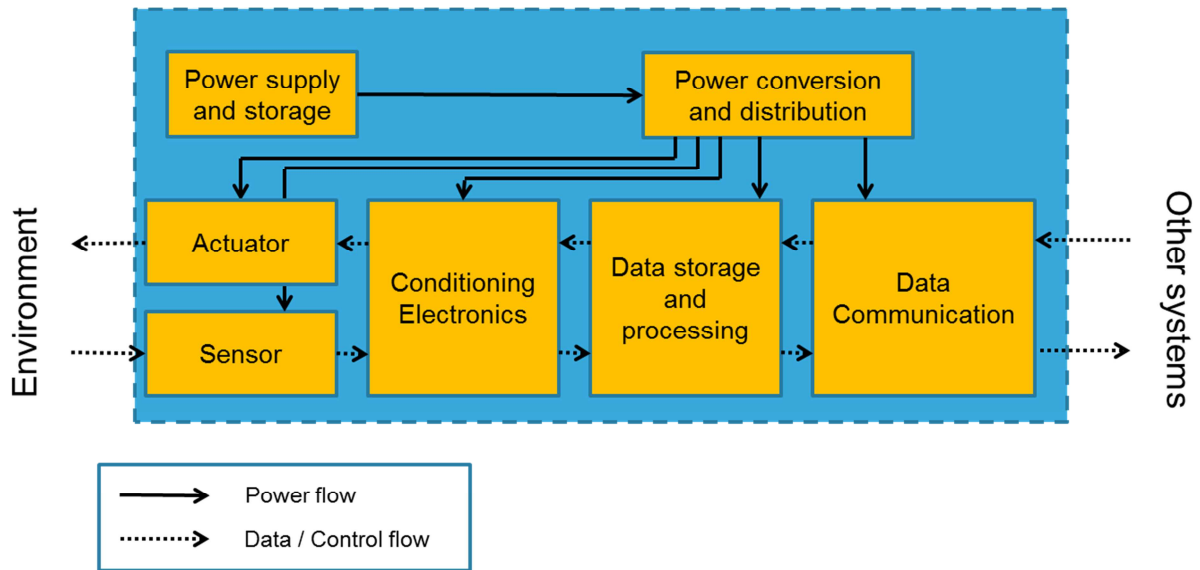 Power supply
and storage
Power conversion
and distribution
Environment
Actuator
Sensor
Conditioning
Electronics
Data storage
and
processing
Data
Communication
Other systems
Power flow
Data / Control flow